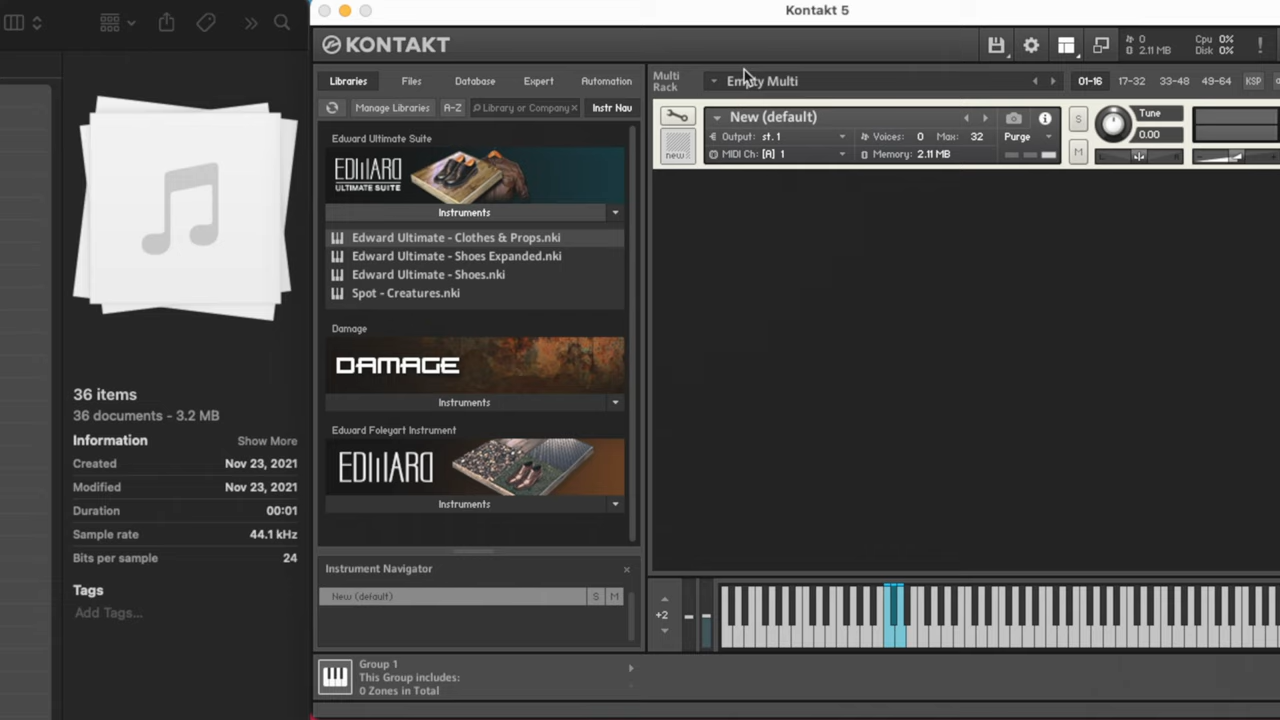 Kontakt 5
KONTAKT
0
2.11 MB
Cpu 0%
Disk 0%
!
Libraries
Files
Database
Expert
Automation
Manage Libraries
A-Z
Library or Company
Instr Nav
Multi
Rack
Empty Multi
01-16
17-32
33-48
49-64
KSP
New (default)
Output: st. 1
Voices: 0 Max: 32
Purge
MIDI Ch: [A] 1
Memory: 2.11 MB
new
S
M
Tune
0.00
L
R
Edward Ultimate Suite
EDWARD
ULTIMATE SUITE
Instruments
Edward Ultimate - Clothes & Props.nki
Edward Ultimate - Shoes Expanded.nki
Edward Ultimate - Shoes.nki
Spot - Creatures.nki
Damage
DAMAGE
Instruments
Edward Foleyart Instrument
EDWARD
Instruments
Instrument Navigator
New (default)
S
M
+2
Group 1
This Group includes:
0 Zones in Total
36 items
36 documents - 3.2 MB
Information
Show More
Created
Nov 23, 2021
Modified
Nov 23, 2021
Duration
00:01
Sample rate
44.1 kHz
Bits per sample
24
Tags
Add Tags...